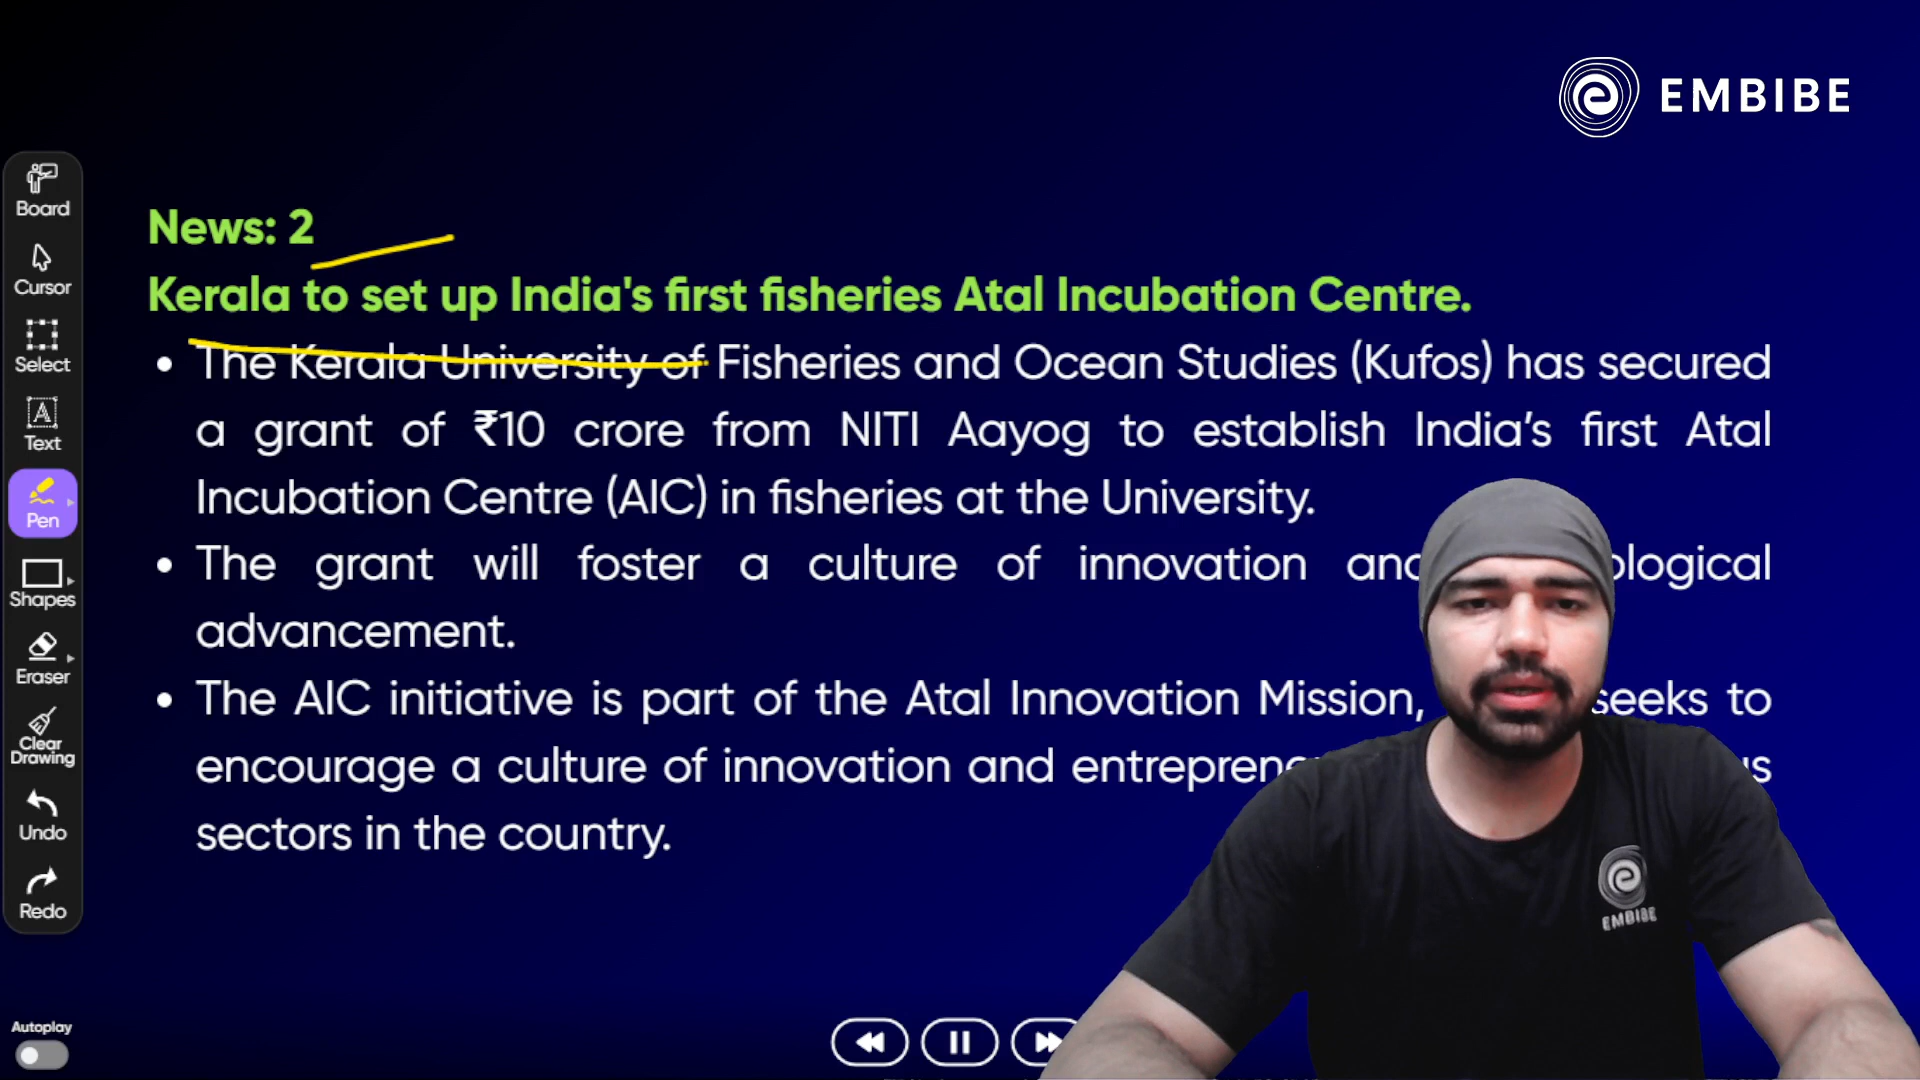 EMBIBE
Board
Cursor
Select
Text
Pen
Shapes
Eraser
Clear
Drawing
Undo
Redo
Autoplay
News: 2
Kerala to set up India's first fisheries Atal Incubation Centre.
• The Kerala University of Fisheries and Ocean Studies (Kufos) has secured
a grant of ₹10 crore from NITI Aayog to establish India’s first Atal
Incubation Centre (AIC) in fisheries at the University.
• The grant will foster a culture of innovation
advancement.
• The AIC initiative is part of the Atal Innovation Mission, seeks to
encourage a culture of innovation and
sectors in the country.
EMBIBE